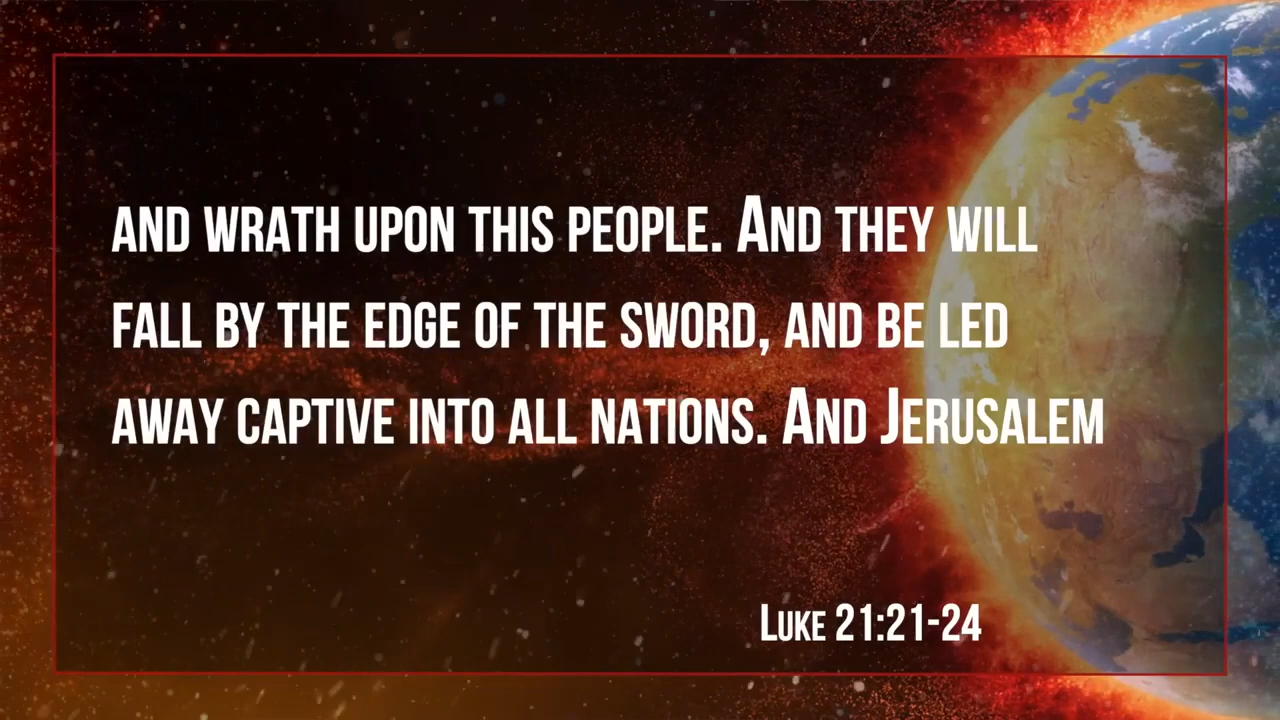 and wrath upon this people. And they will
fall by the edge of the sword, and be led
away captive into all nations. And Jerusalem
Luke 21:21-24